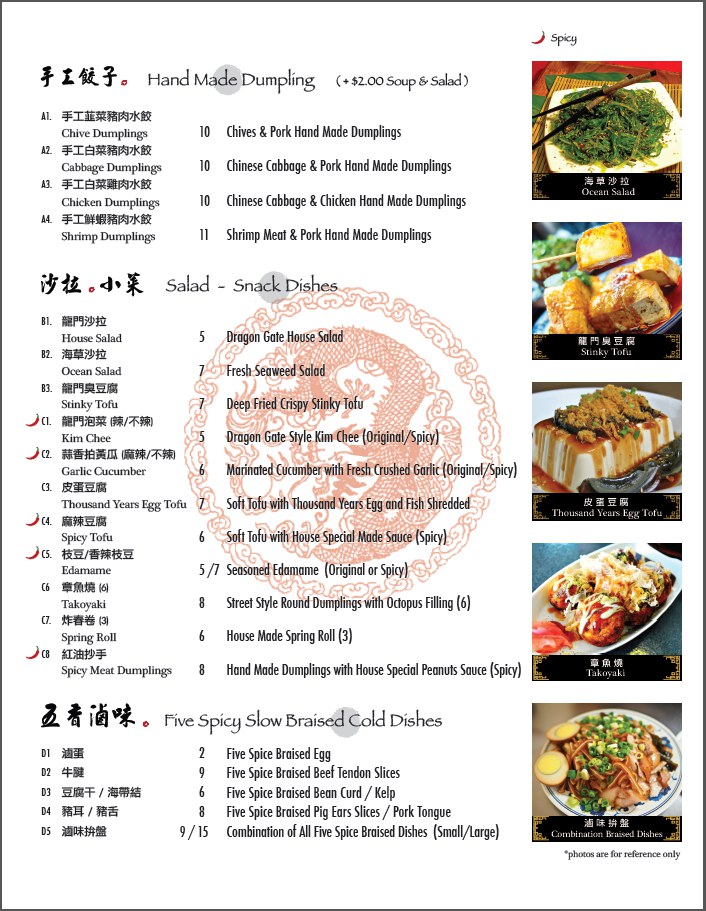 Spicy
手工餃子。 Hand Made Dumpling (+$2.00 Soup & Salad)
A1. 手工韮菜豬肉水餃
Chive Dumplings 10 Chives & Pork Hand Made Dumplings
A2. 手工白菜豬肉水餃
Cabbage Dumplings 10 Chinese Cabbage & Pork Hand Made Dumplings
A3. 手工白菜雞肉水餃
Chicken Dumplings 10 Chinese Cabbage & Chicken Hand Made Dumplings
A4. 手工鮮蝦豬肉水餃
Shrimp Dumplings 11 Shrimp Meat & Pork Hand Made Dumplings
沙拉。小菜 Salad - Snack Dishes
B1. 龍門沙拉
House Salad 5 Dragon Gate House Salad
B2. 海草沙拉
Ocean Salad 7 Fresh Seaweed Salad
B3. 龍門臭豆腐
Stinky Tofu 7 Deep Fried Crispy Stinky Tofu
C1. 龍門泡菜 (辣/不辣)
Kim Chee 5 Dragon Gate Style Kim Chee (Original/Spicy)
C2. 蒜香拍黃瓜 (麻辣/不辣)
Garlic Cucumber 6 Marinated Cucumber with Fresh Crushed Garlic (Original/Spicy)
C3. 皮蛋豆腐
Thousand Years Egg Tofu 7 Soft Tofu with Thousand Years Egg and Fish Shredded
C4. 麻辣豆腐
Spicy Tofu 6 Soft Tofu with House Special Made Sauce (Spicy)
C5. 枝豆/香辣枝豆
Edamame 5 /7 Seasoned Edamame (Original or Spicy)
C6 章魚燒 (6)
Takoyaki 8 Street Style Round Dumplings with Octopus Filling (6)
C7. 炸春卷 (3)
Spring Roll 6 House Made Spring Roll (3)
C8 紅油抄手
Spicy Meat Dumplings 8 Hand Made Dumplings with House Special Peanuts Sauce (Spicy)
五香滷味。 Five Spicy Slow Braised Cold Dishes
D1 滷蛋 2 Five Spice Braised Egg
D2 牛腱 9 Five Spice Braised Beef Tendon Slices
D3 豆腐干 / 海帶結 6 Five Spice Braised Bean Curd / Kelp
D4 豬耳 / 豬舌 8 Five Spice Braised Pig Ears Slices / Pork Tongue
D5 滷味拚盤 9 / 15 Combination of All Five Spice Braised Dishes (Small/Large)
海草沙拉
Ocean Salad
龍門臭豆腐
Stinky Tofu
皮蛋豆腐
Thousand Years Egg Tofu
章魚燒
Takoyaki
滷味拚盤
Combination Braised Dishes
*photos are for reference only